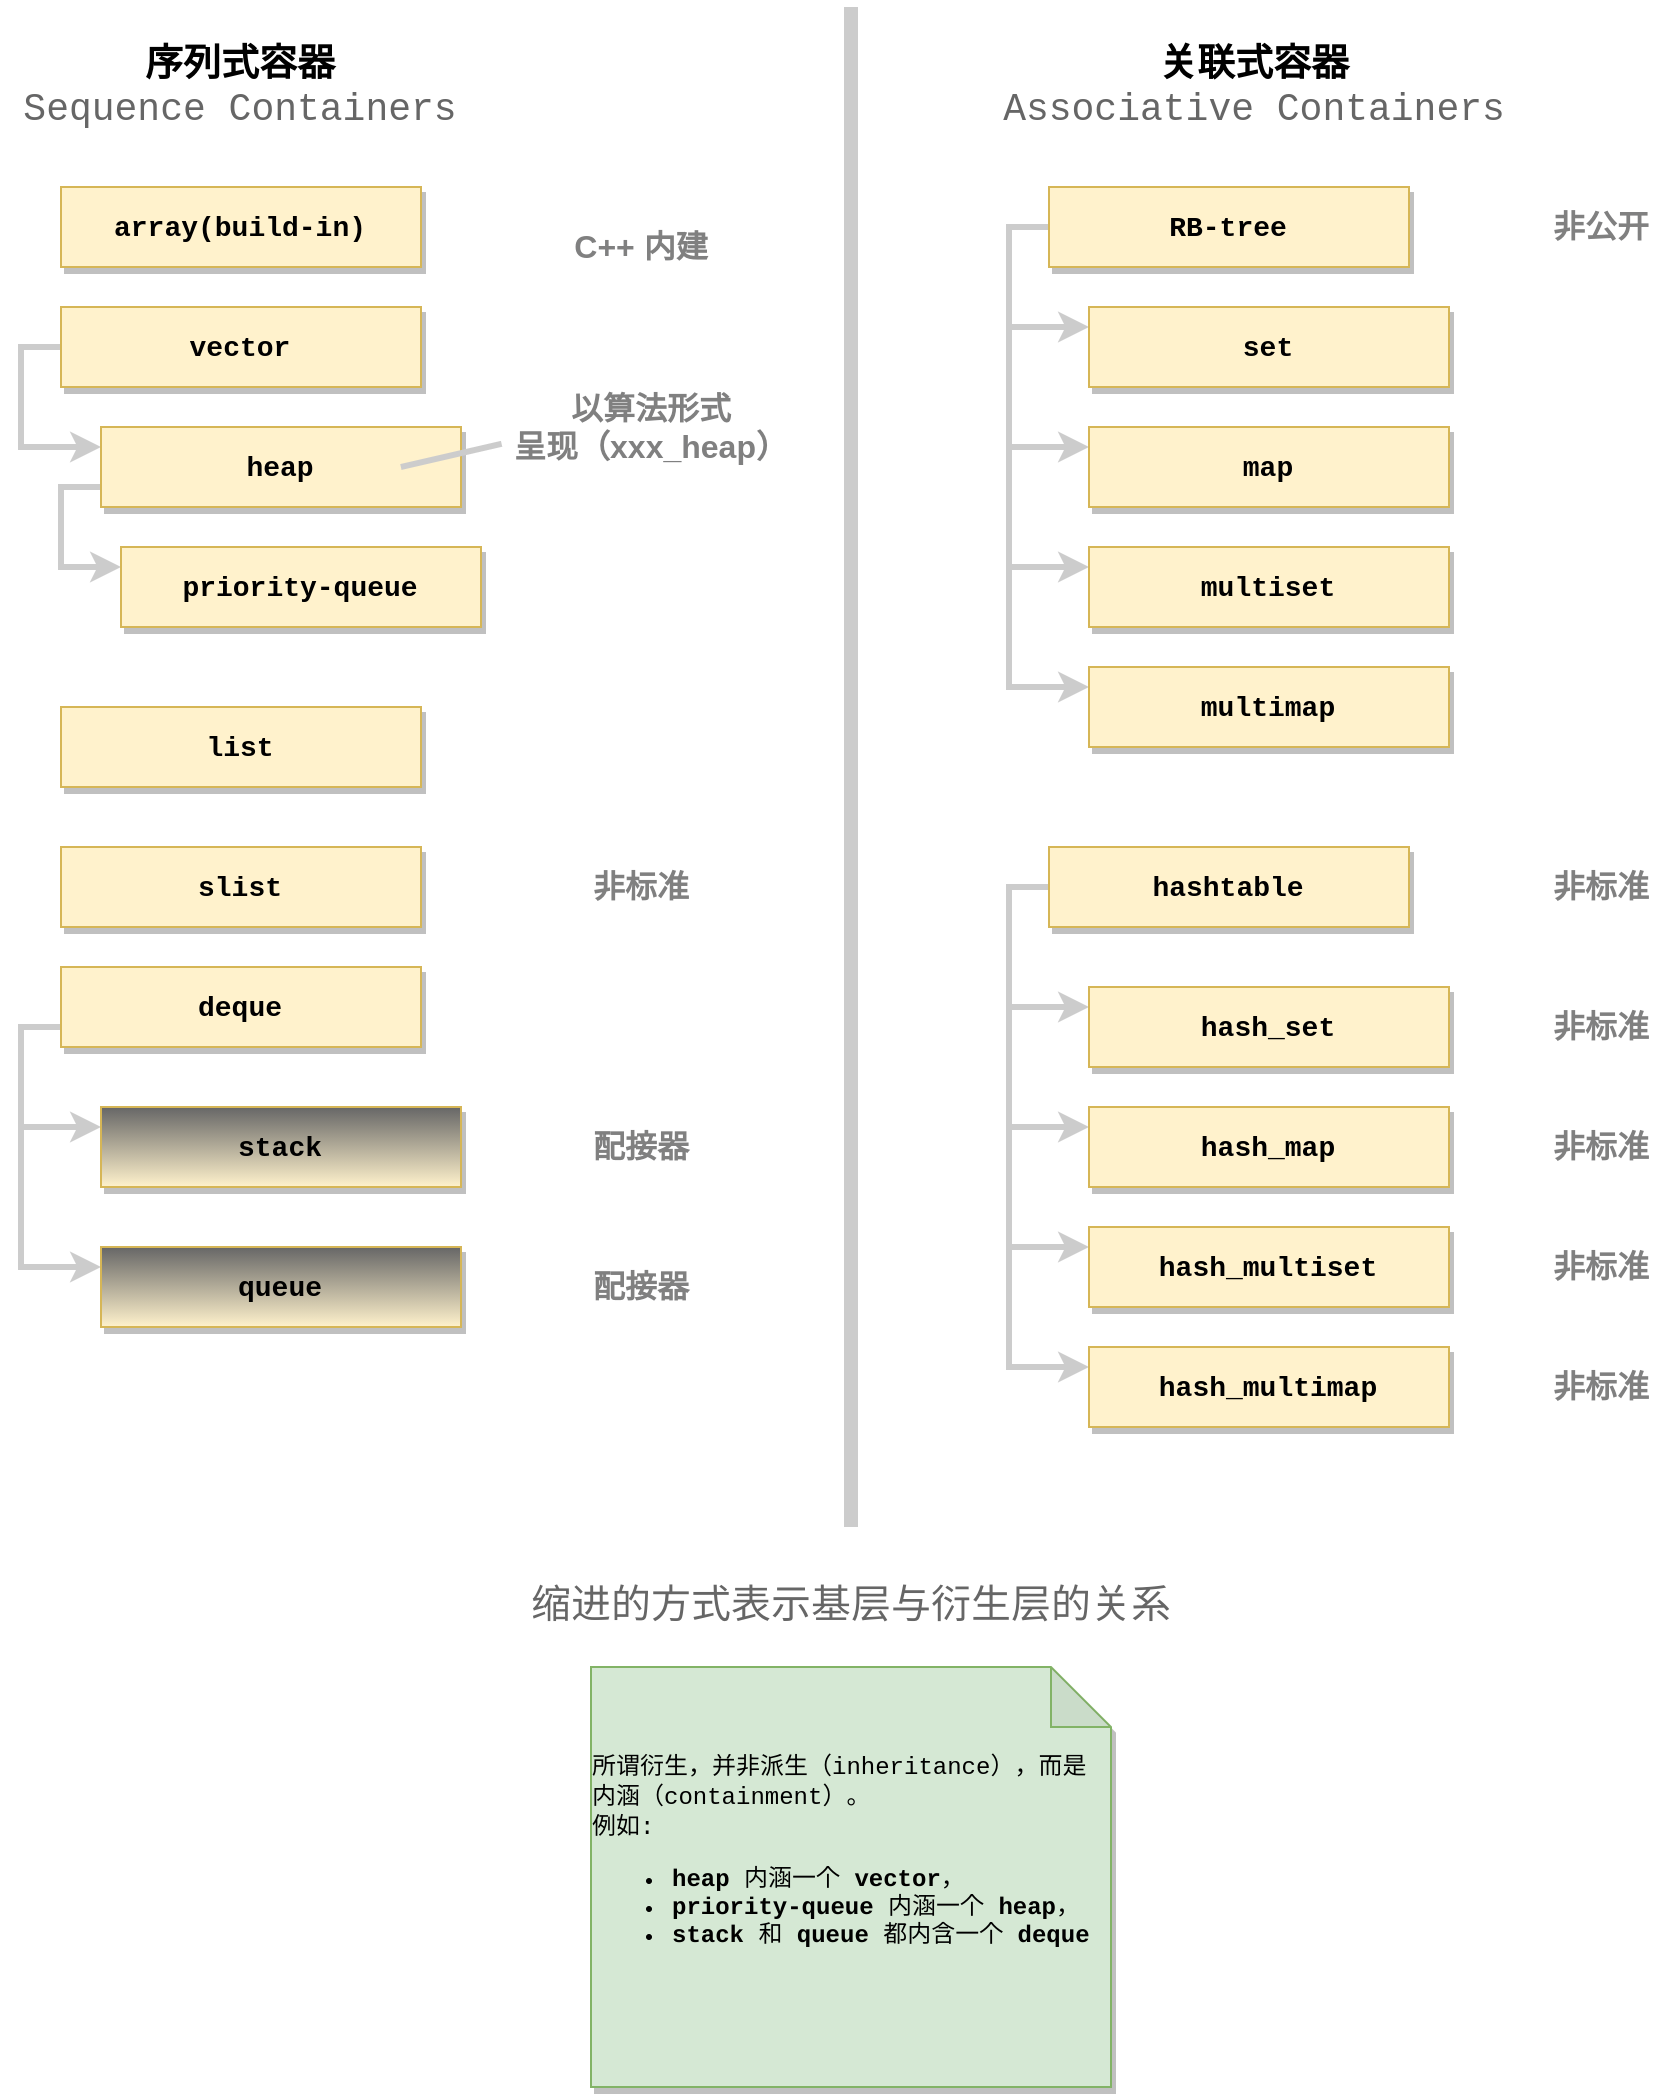 序列式容器
Sequence Containers
array(build-in)
C++ 内建
vector
以算法形式
呈现（xxx_heap）
heap
priority-queue
list
slist
非标准
deque
stack
配接器
queue
配接器
关联式容器
Associative Containers
RB-tree
非公开
set
map
multiset
multimap
hashtable
非标准
hash_set
非标准
hash_map
非标准
hash_multiset
非标准
hash_multimap
非标准
缩进的方式表示基层与衍生层的关系
所谓衍生，并非派生（inheritance），而是
内涵（containment）。
例如：
• heap 内涵一个 vector，
• priority-queue 内涵一个 heap，
• stack 和 queue 都内含一个 deque